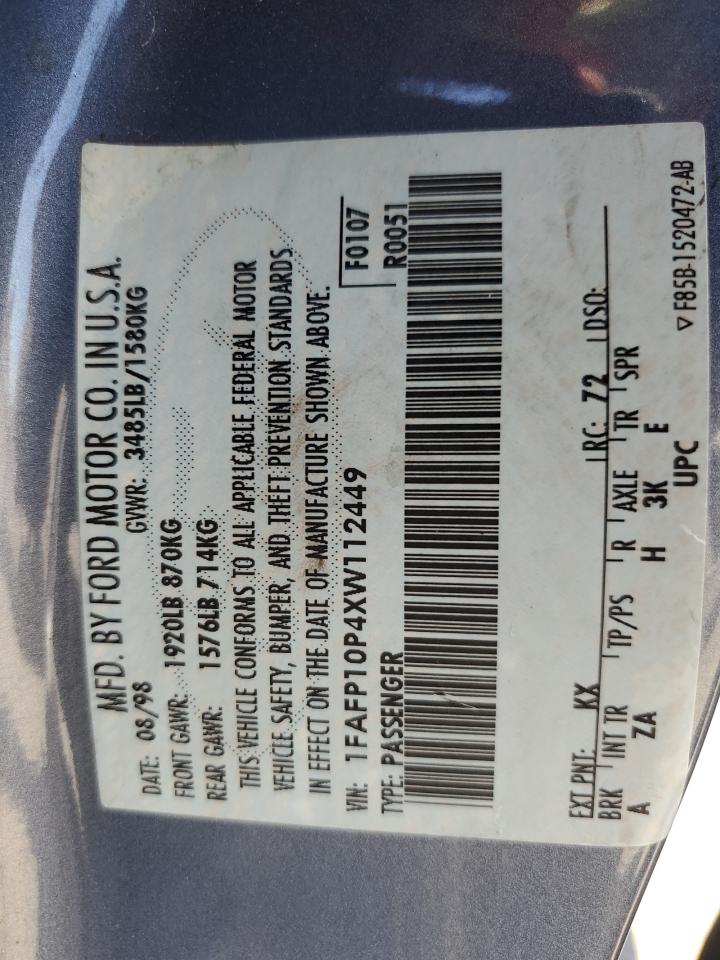 MFD. BY FORD MOTOR CO. IN U.S.A.
DATE: 08/98 GVWR: 3485LB/1580KG
FRONT GAWR: 1920LB 870KG
REAR GAWR: 1576LB 714KG
THIS VEHICLE CONFORMS TO ALL APPLICABLE FEDERAL MOTOR
VEHICLE SAFETY, BUMPER, AND THEFT PREVENTION STANDARDS
IN EFFECT ON THE DATE OF MANUFACTURE SHOWN ABOVE.
VIN: 1FAFP10P4XW112449 F0107
TYPE: PASSENGER R0051
EXT PNT: KX RC: 72 DSO:
BRK INT TR TP/PS R AXLE TR SPR
A ZA H 3K E
UPC
▽ F85B-1520472-AB